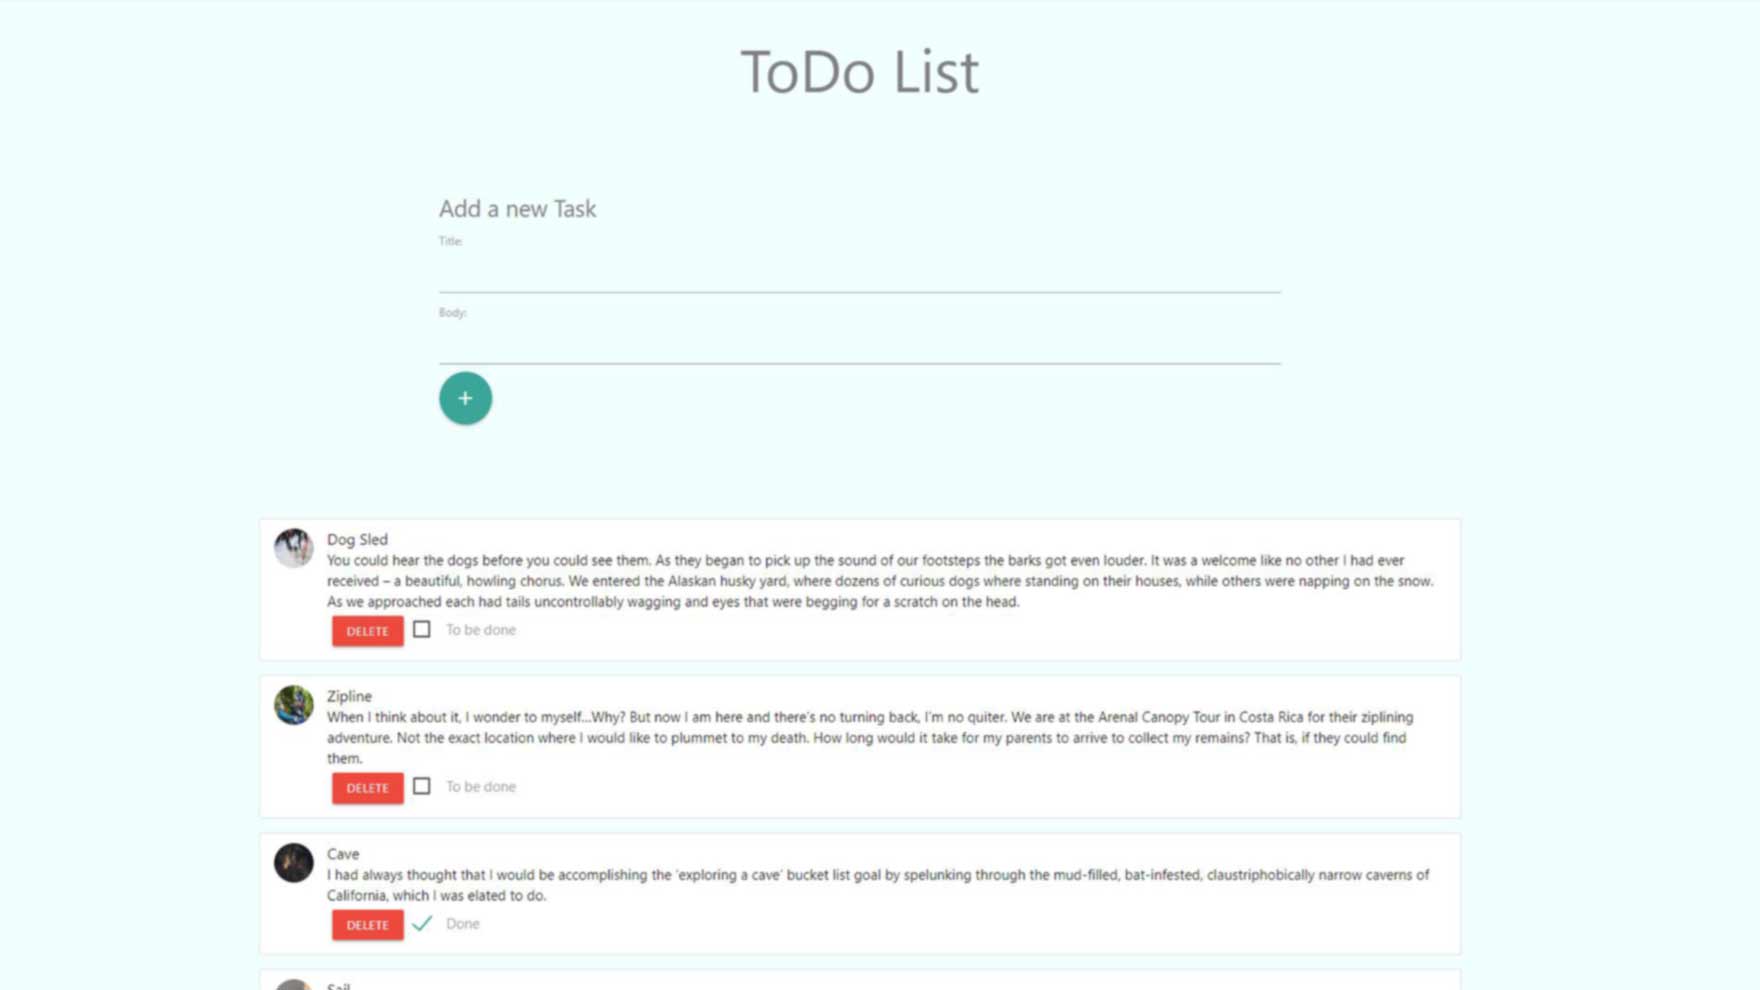 ToDo List
Add a new Task
Title:
Body:
+
Dog Sled
You could hear the dogs before you could see them. As they began to pick up the sound of our footsteps the barks got even louder. It was a welcome like no other I had ever
received – a beautiful, howling chorus. We entered the Alaskan husky yard, where dozens of curious dogs where standing on their houses, while others were napping on the snow.
As we approached each had tails uncontrollably wagging and eyes that were begging for a scratch on the head.
DELETE To be done
Zipline
When I think about it, I wonder to myself...Why? But now I am here and there's no turning back, I'm no quiter. We are at the Arenal Canopy Tour in Costa Rica for their ziplining
adventure. Not the exact location where I would like to plummet to my death. How long would it take for my parents to arrive to collect my remains? That is, if they could find
them.
DELETE To be done
Cave
I had always thought that I would be accomplishing the 'exploring a cave' bucket list goal by spelunking through the mud-filled, bat-infested, claustriphobically narrow caverns of
California, which I was elated to do.
DELETE Done
Sail